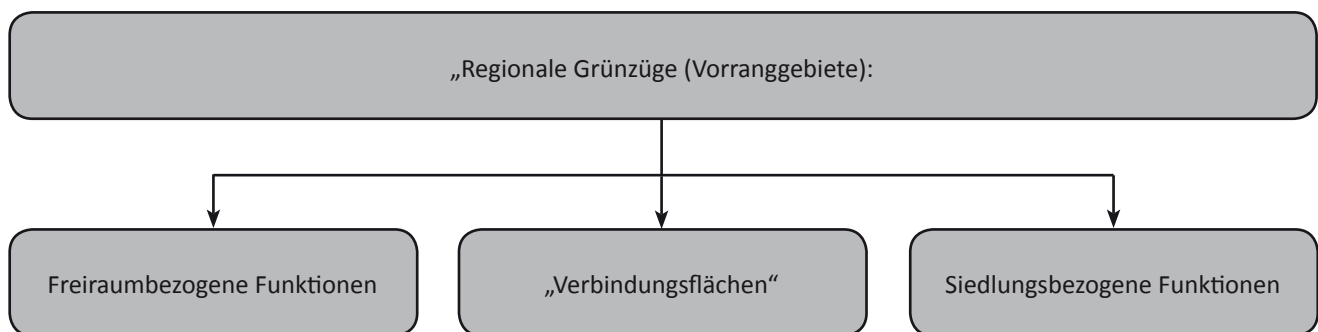 „Regionale Grünzüge (Vorranggebiete):
Freiraumbezogene Funktionen
„Verbindungsflächen“
Siedlungsbezogene Funktionen